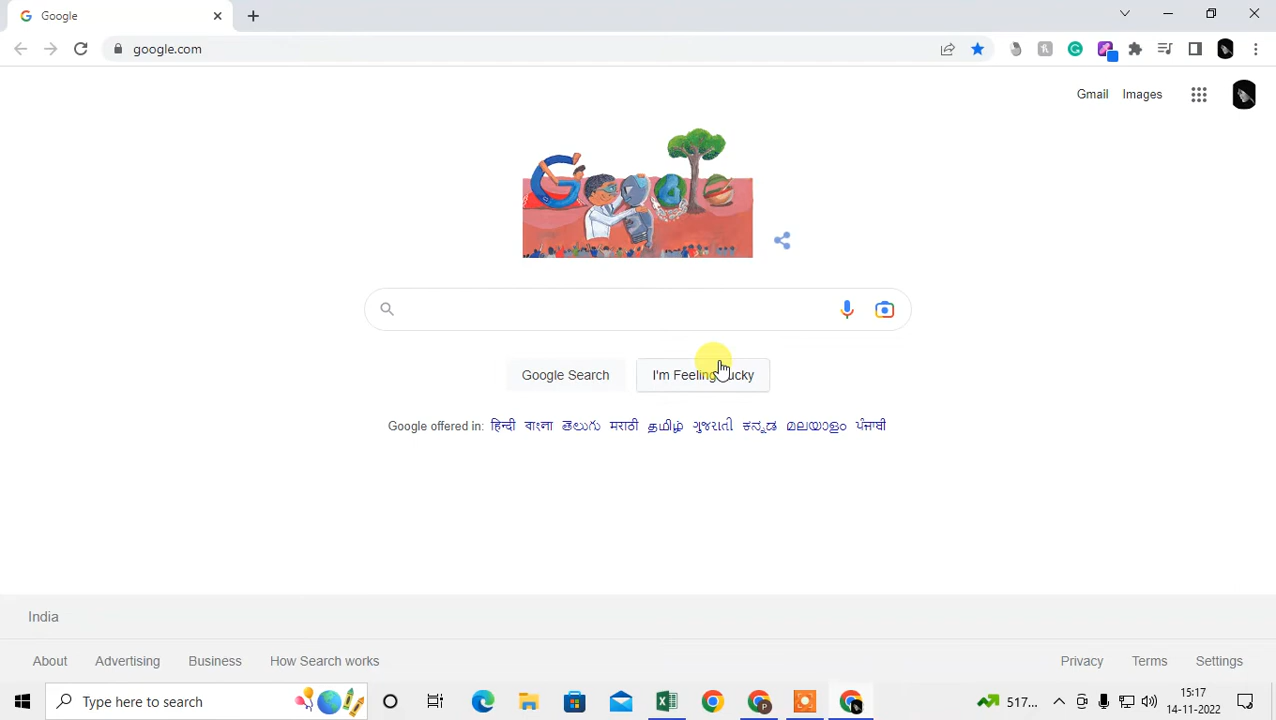 Google
google.com
Gmail Images
Google Search I'm Feeling Lucky
Google offered in: हिन्दी বাংলা తెలుగు मराठी தமிழ் ગુજરાતી ಕನ್ನಡ മലയാളം ਪੰਜਾਬੀ
India
About Advertising Business How Search works Privacy Terms Settings
Type here to search 517... 15:17
14-11-2022